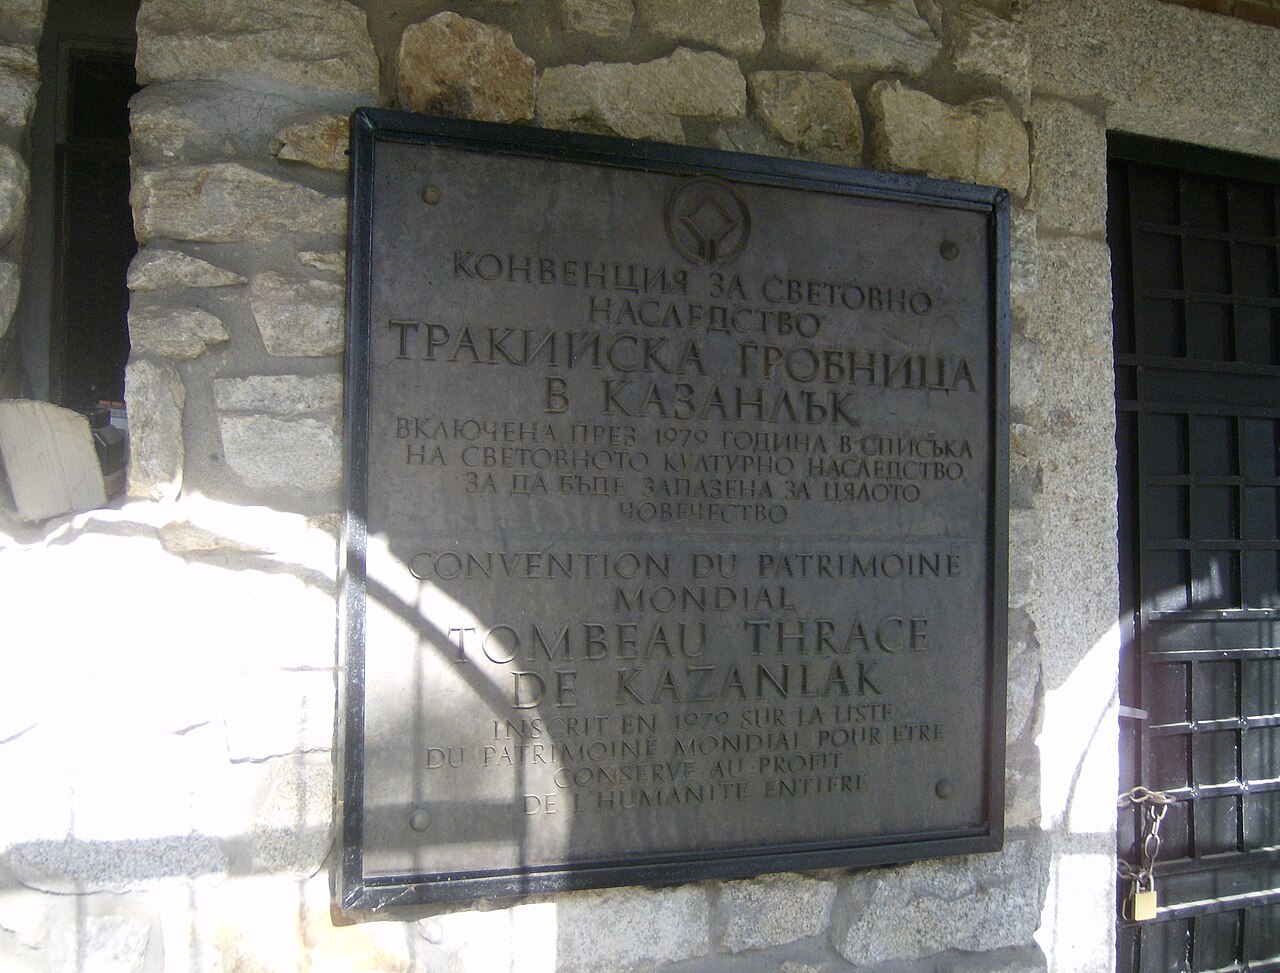 КОНВЕНЦИЯ ЗА СВЕТОВНО
НАСЛЕДСТВО
ТРАКИЙСКА ГРОБНИЦА
В КАЗАНЛЪК
ВКЛЮЧЕНА ПРЕЗ 1979 ГОДИНА В СПИСЪКА
НА СВЕТОВНОТО КУЛТУРНО НАСЛЕДСТВО,
ЗА ДА БЪДЕ ЗАПАЗЕНА ЗА ЦЯЛОТО
ЧОВЕЧЕСТВО
CONVENTION DU PATRIMOINE
MONDIAL
TOMBEAU THRACE
DE KAZANLAK
INSCRIT EN 1979 SUR LA LISTE
DU PATRIMOINE MONDIAL POUR ETRE
CONSERVE AU PROFIT
DE L'HUMANITE ENTIERE